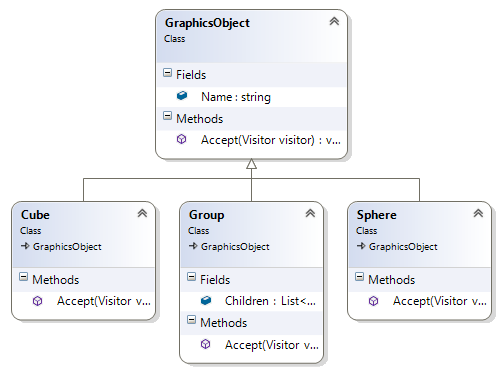 GraphicsObject
Class
Fields
Name : string
Methods
Accept(Visitor visitor) : v...
Cube
Class
GraphicsObject
Methods
Accept(Visitor v...
Group
Class
GraphicsObject
Fields
Children : List<...
Methods
Accept(Visitor v...
Sphere
Class
GraphicsObject
Methods
Accept(Visitor v...